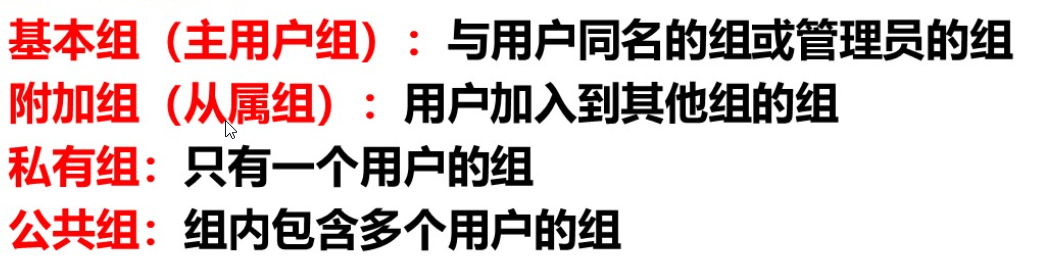 基本组（主用户组）：与用户同名的组或管理员的组
附加组（从属组）：用户加入到其他组的组
私有组：只有一个用户的组
公共组：组内包含多个用户的组